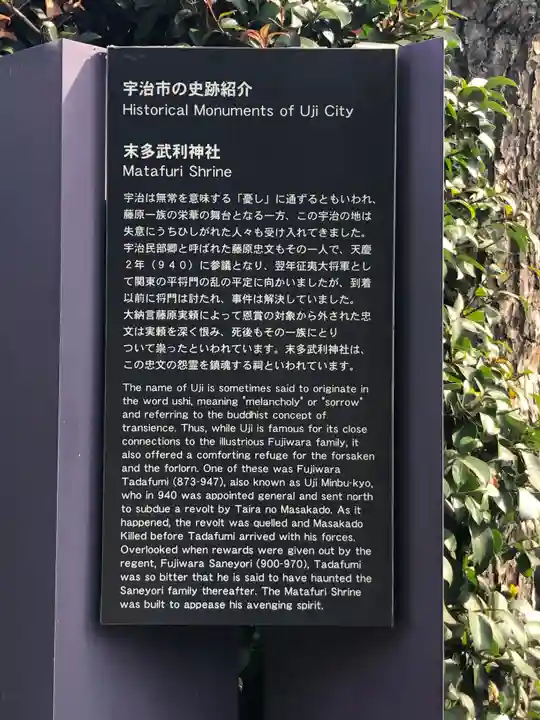 宇治市の史跡紹介
Historical Monuments of Uji City
末多武利神社
Matafuri Shrine
宇治は無常を意味する「憂し」に通ずるともいわれ、
藤原一族の栄華の舞台となる一方、この宇治の地は
失意にうちひしがれた人々も受け入れてきました。
宇治民部卿と呼ばれた藤原忠文もその一人で、天慶
２年（９４０）に参議となり、翌年征夷大将軍とし
て関東の平将門の乱の平定に向かいましたが、到着
以前に将門は討たれ、事件は解決していました。
大納言藤原実頼によって恩賞の対象から外された忠
文は実頼を深く恨み、死後もその一族にとり
ついて祟ったといわれています。末多武利神社は、
この忠文の怨霊を鎮魂する祠といわれています。
The name of Uji is sometimes said to originate in
the word ushi, meaning "melancholy" or "sorrow"
and referring to the buddhist concept of
transience. Thus, while Uji is famous for its close
connections to the illustrious Fujiwara family, it
also offered a comforting refuge for the forsaken
and the forlorn. One of these was Fujiwara
Tadafumi (873-947), also known as Uji Minbu-kyo,
who in 940 was appointed general and sent north
to subdue a revolt by Taira no Masakado. As it
happened, the revolt was quelled and Masakado
Killed before Tadafumi arrived with his forces.
Overlooked when rewards were given out by the
regent, Fujiwara Saneyori (900-970), Tadafumi
was so bitter that he is said to have haunted the
Saneyori family thereafter. The Matafuri Shrine
was built to appease his avenging spirit.